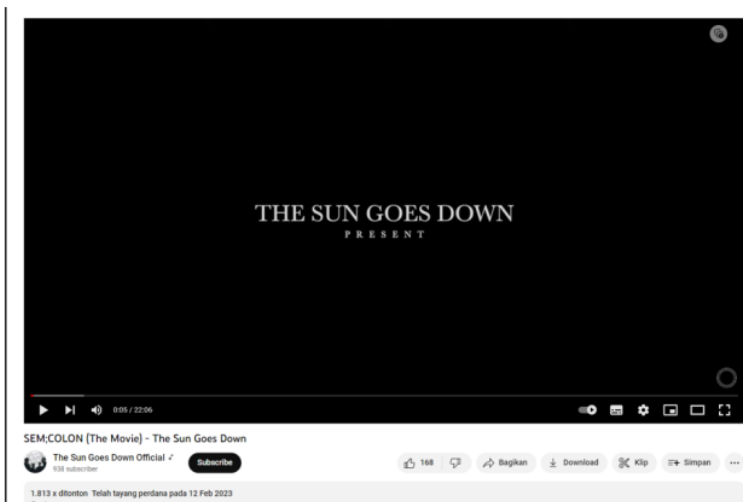 THE SUN GOES DOWN
PRESENT
0:05 / 22:06
SEM;COLON (The Movie) - The Sun Goes Down
The Sun Goes Down Official
938 subscriber
Subscribe
168
Bagikan
Download
Klip
Simpan
1.813 x ditonton Telah tayang perdana pada 12 Feb 2023